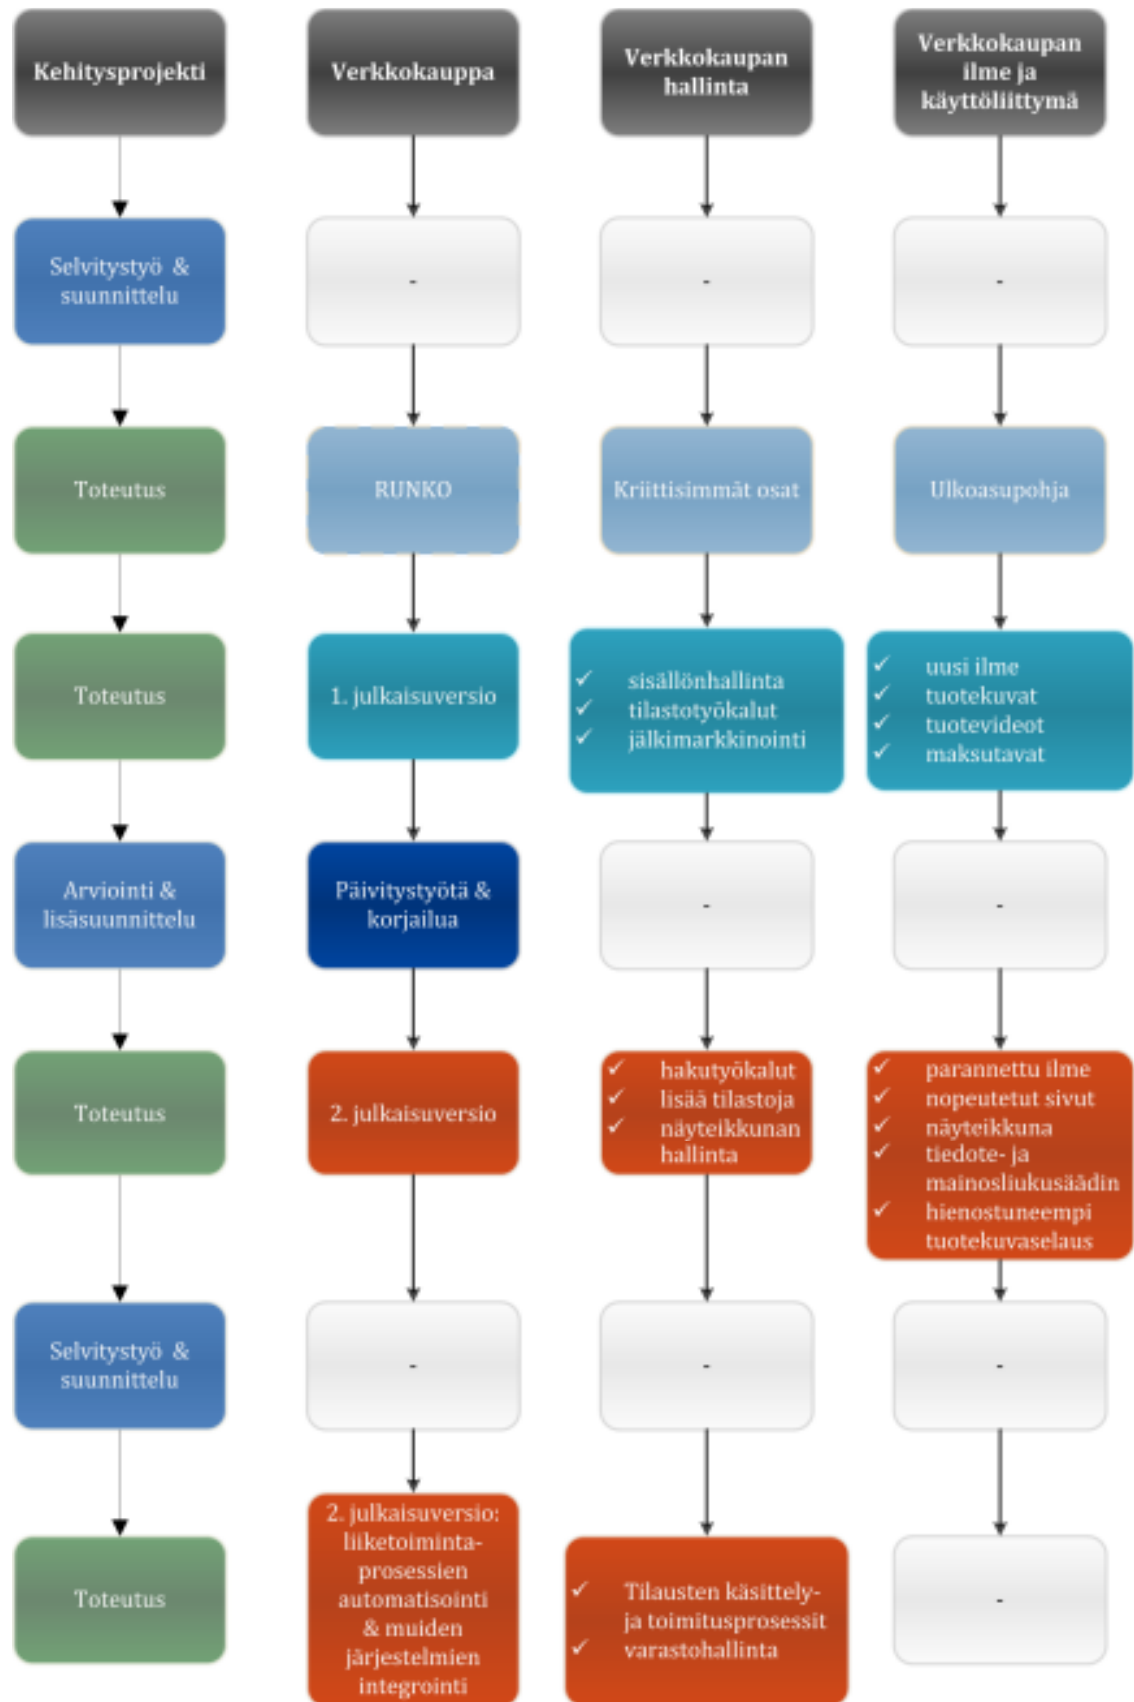 Kehitysprojekti
Verkkokauppa
Verkkokaupan
hallinta
Verkkokaupan
ilme ja
käyttöliittymä
Selvitystyö &
suunnittelu
-
-
-
Toteutus
RUNKO
Kriittisimmät osat
Ulkoasupohja
Toteutus
1. julkaisuversio
✓ sisällönhallinta
✓ tilastotyökalut
✓ jälkimarkkinointi
✓ uusi ilme
✓ tuotekuvat
✓ tuotevideot
✓ maksutavat
Arviointi &
lisäsuunnittelu
Päivitystyötä &
korjailua
-
-
Toteutus
2. julkaisuversio
✓ hakutyökalut
✓ lisää tilastoja
✓ näyteikkunan
hallinta
✓ parannettu ilme
✓ nopeutetut sivut
✓ näyteikkuna
✓ tiedote- ja
mainosliukusäädin
✓ hienostuneempi
tuotekuvaselaus
Selvitystyö &
suunnittelu
-
-
-
Toteutus
2. julkaisuversio:
liiketoiminta-
prosessien
automatisointi
& muiden
järjestelmien
integrointi
✓ Tilausten käsittely-
ja toimitusprosessit
✓ varastohallinta
-